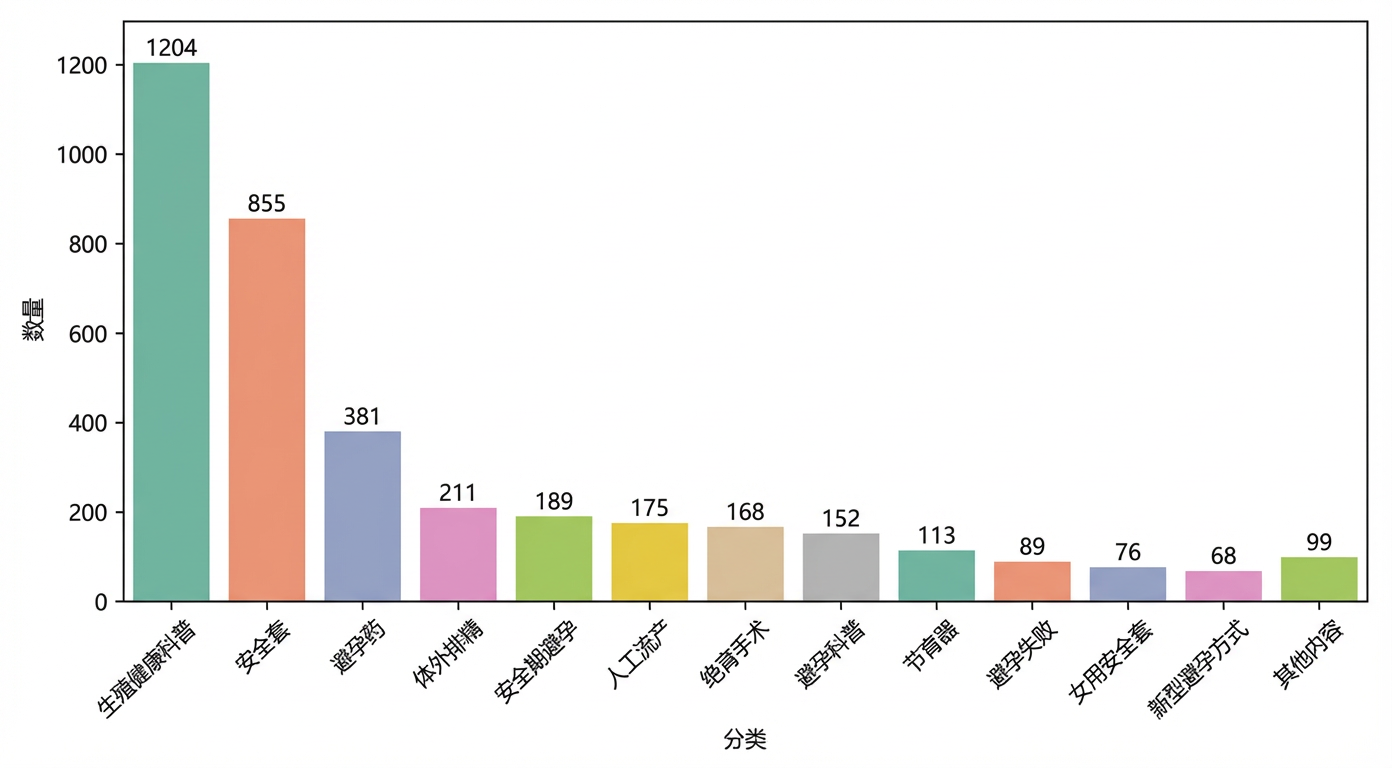 1204
855
381
211
189
175
168
152
113
89
76
68
99
1200
1000
800
600
400
200
0
数量
生殖健康科普
安全套
避孕药
体外排精
安全期避孕
人工流产
绝育手术
避孕科普
节育器
避孕失败
女用安全套
新型避孕方式
其他内容
分类